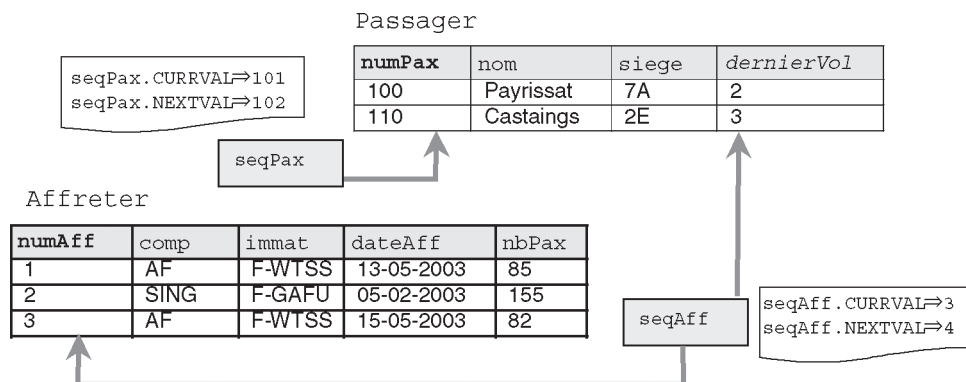 Passager
numPax nom siege dernierVol
100 Payrissat 7A 2
110 Castaings 2E 3
seqPax.CURRVAL⇒101
seqPax.NEXTVAL⇒102
seqPax
Affreter
numAff comp immat dateAff nbPax
1 AF F-WTSS 13-05-2003 85
2 SING F-GAFU 05-02-2003 155
3 AF F-WTSS 15-05-2003 82
seqAff
seqAff.CURRVAL⇒3
seqAff.NEXTVAL⇒4